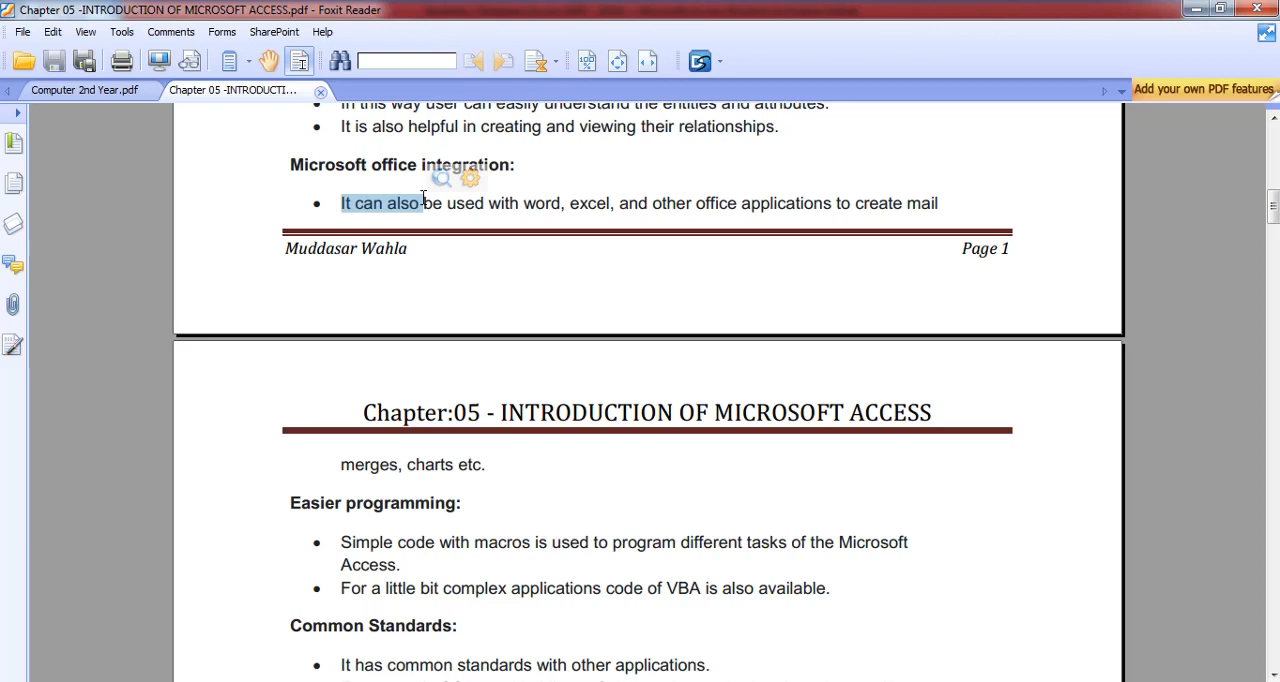 Chapter 05 -INTRODUCTION OF MICROSOFT ACCESS.pdf - Foxit Reader
File Edit View Tools Comments Forms SharePoint Help
Computer 2nd Year.pdf Chapter 05 -INTRODUCTI... Add your own PDF features
In this way user can easily understand the entities and attributes.
• It is also helpful in creating and viewing their relationships.
Microsoft office integration:
• It can also be used with word, excel, and other office applications to create mail
Muddasar Wahla Page 1
Chapter:05 - INTRODUCTION OF MICROSOFT ACCESS
merges, charts etc.
Easier programming:
• Simple code with macros is used to program different tasks of the Microsoft
Access.
• For a little bit complex applications code of VBA is also available.
Common Standards:
• It has common standards with other applications.